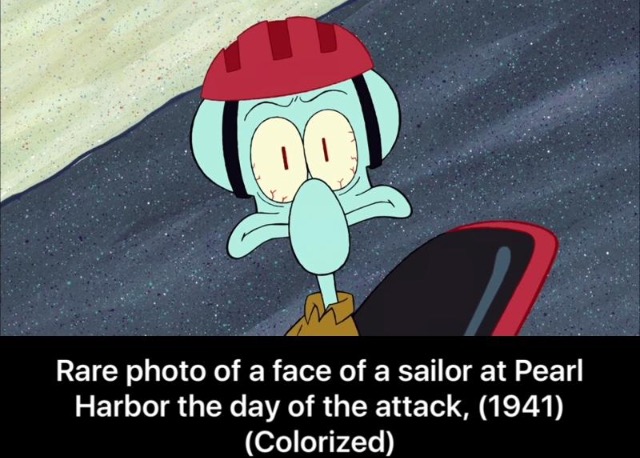 Rare photo of a face of a sailor at Pearl
Harbor the day of the attack, (1941)
(Colorized)